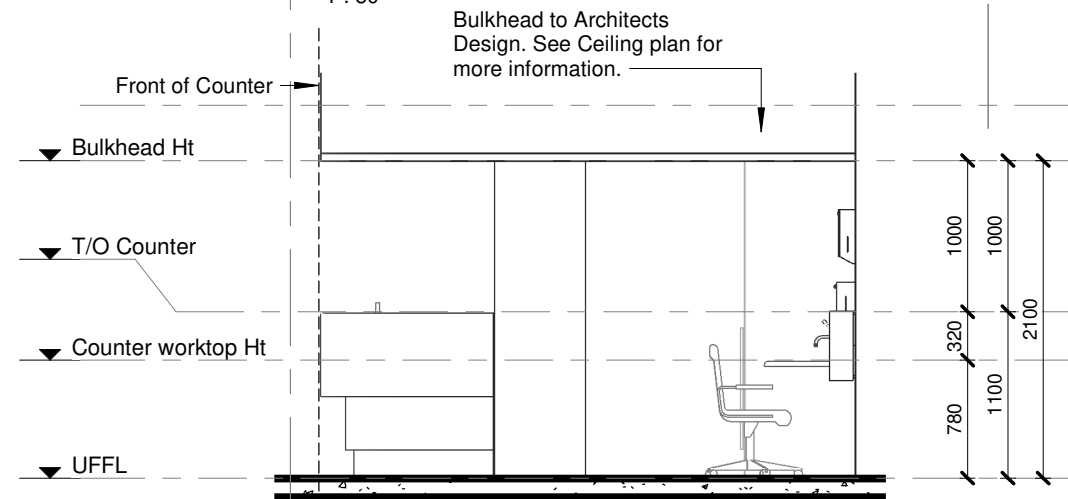 Bulkhead to Architects
Design. See Ceiling plan for
more information.
Front of Counter
Bulkhead Ht
T/O Counter
Counter worktop Ht
UFFL
1000
1000
320
2100
780
1100